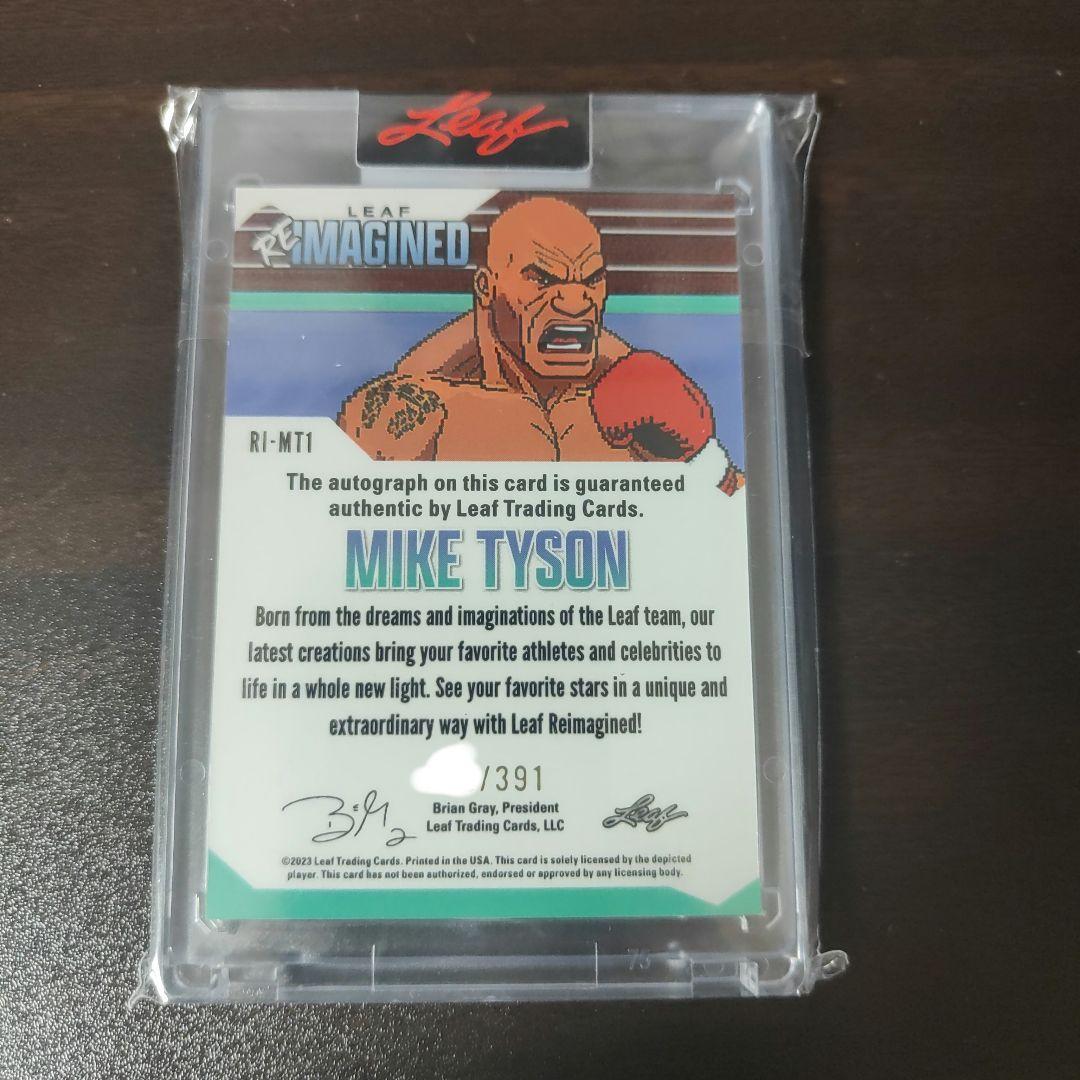 Leaf
LEAF
REIMAGINED
RI-MT1
The autograph on this card is guaranteed
authentic by Leaf Trading Cards.
MIKE TYSON
Born from the dreams and imaginations of the Leaf team, our
latest creations bring your favorite athletes and celebrities to
life in a whole new light. See your favorite stars in a unique and
extraordinary way with Leaf Reimagined!
/391
Brian Gray, President
Leaf Trading Cards, LLC
Leaf
©2023 Leaf Trading Cards. Printed in the USA. This card is solely licensed by the depicted
player. This card has not been authorized, endorsed or approved by any licensing body.